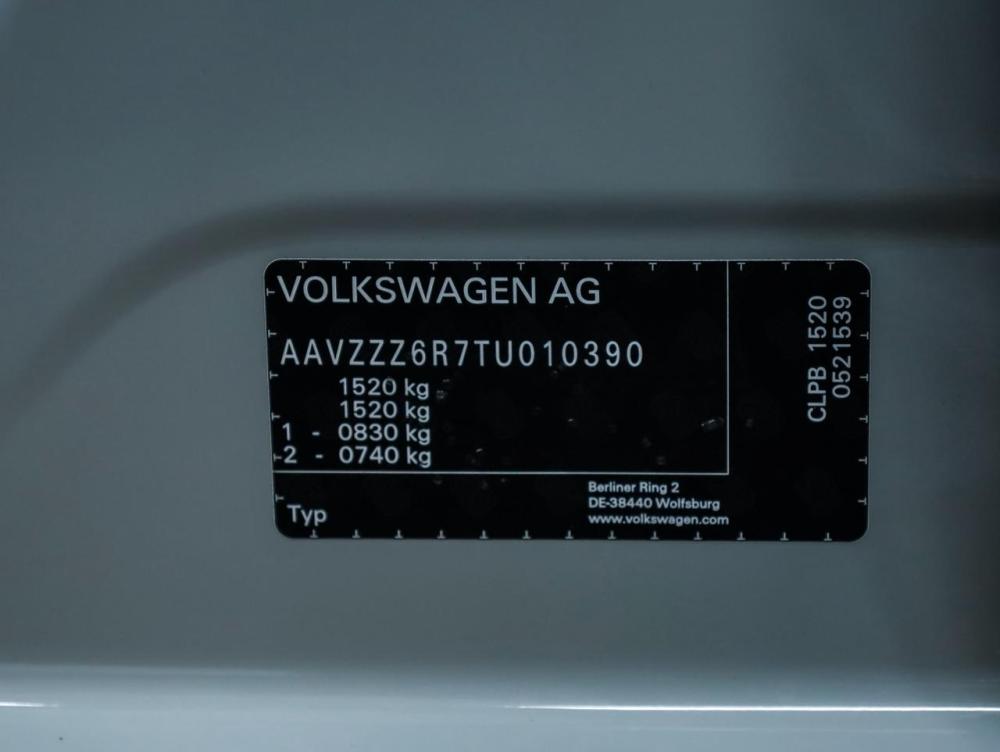 VOLKSWAGEN AG
AAVZZZ6R7TU010390
1520 kg
1520 kg
1 - 0830 kg
2 - 0740 kg
Typ
Berliner Ring 2
DE-38440 Wolfsburg
www.volkswagen.com
CLPB 1520
0521539